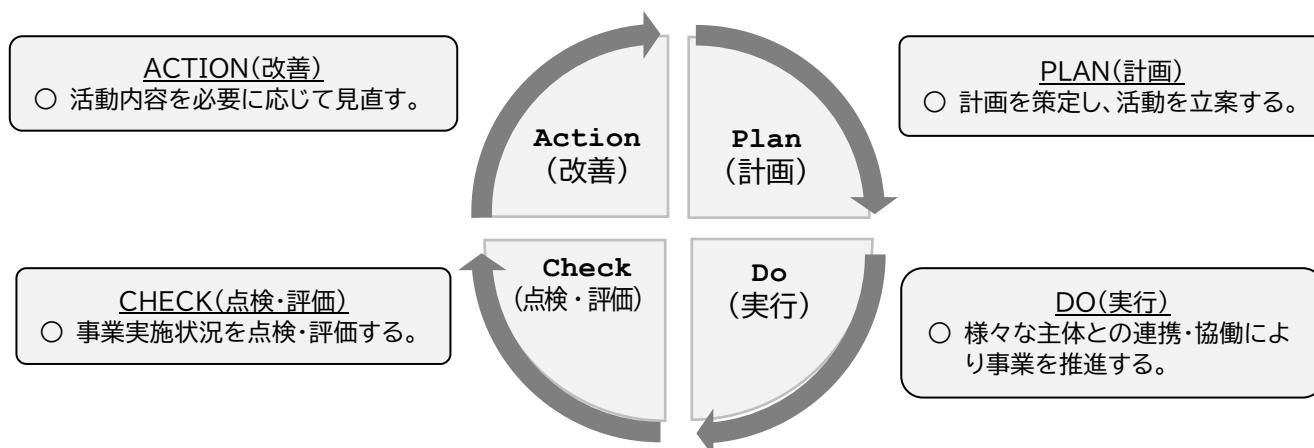 ACTION(改善)
○ 活動内容を必要に応じて見直す。
PLAN(計画)
○ 計画を策定し、活動を立案する。
Action
(改善)
Plan
(計画)
Check
(点検・評価)
Do
(実行)
CHECK(点検・評価)
○ 事業実施状況を点検・評価する。
DO(実行)
○ 様々な主体との連携・協働によ
り事業を推進する。